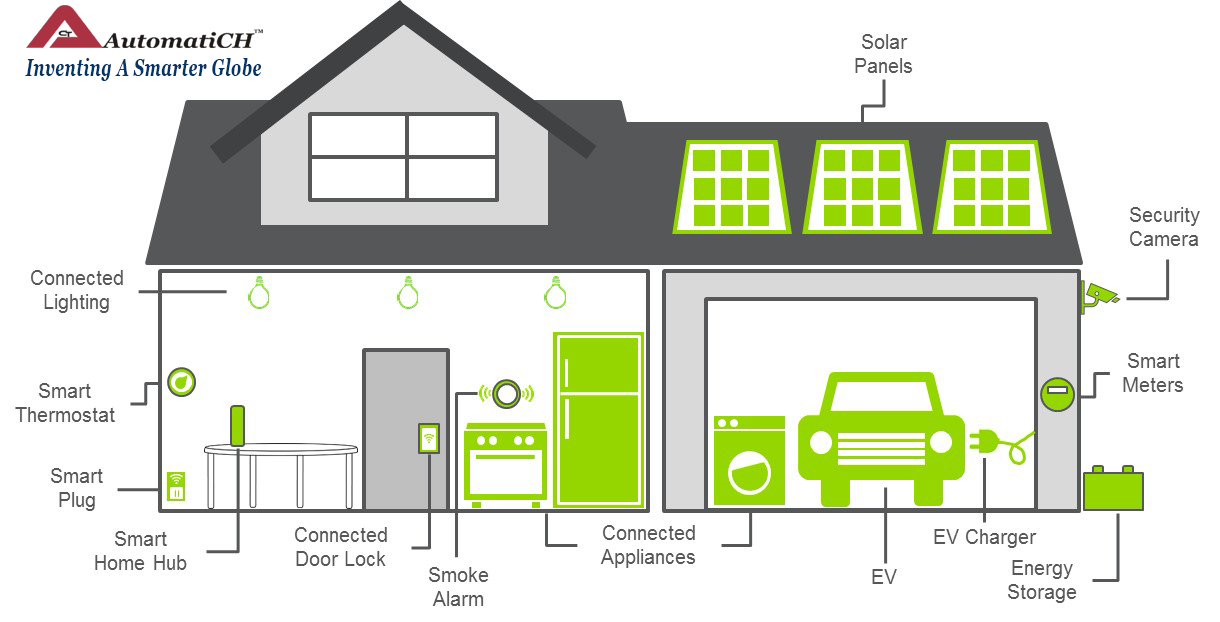 AutomatiCH™
Inventing A Smarter Globe
Solar
Panels
Security
Camera
Connected
Lighting
Smart
Thermostat
Smart
Meters
Smart
Plug
Smart
Home Hub
Connected
Door Lock
Smoke
Alarm
Connected
Appliances
EV
EV Charger
Energy
Storage